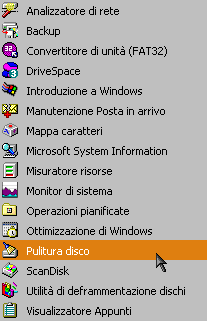 Analizzatore di rete
Backup
Convertitore di unità (FAT32)
DriveSpace
Introduzione a Windows
Manutenzione Posta in arrivo
Mappa caratteri
Microsoft System Information
Misuratore risorse
Monitor di sistema
Operazioni pianificate
Ottimizzazione di Windows
Pulitura disco
ScanDisk
Utilità di deframmentazione dischi
Visualizzatore Appunti